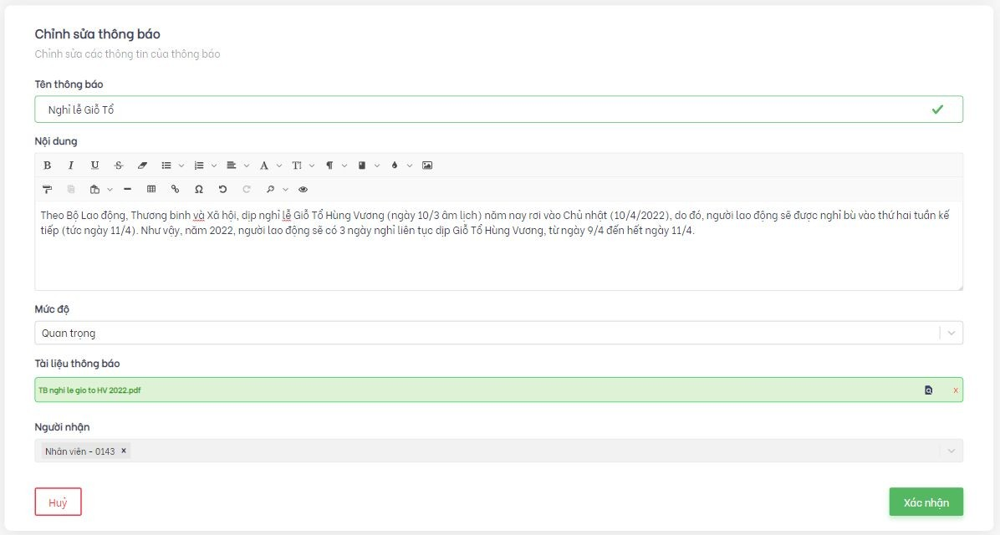 Chỉnh sửa thông báo
Chỉnh sửa các thông tin của thông báo
Tên thông báo
Nghỉ lễ Giỗ Tổ
Nội dung
Theo Bộ Lao động, Thương binh và Xã hội, dịp nghỉ lễ Giỗ Tổ Hùng Vương (ngày 10/3 âm lịch) năm nay rơi vào Chủ nhật (10/4/2022), do đó, người lao động sẽ được nghỉ bù vào thứ hai tuần kế
tiếp (tức ngày 11/4). Như vậy, năm 2022, người lao động sẽ có 3 ngày nghỉ liên tục dịp Giỗ Tổ Hùng Vương, từ ngày 9/4 đến hết ngày 11/4.
Mức độ
Quan trọng
Tài liệu thông báo
TB nghi le gio to HV 2022.pdf x
Người nhận
Nhân viên - 0143 ×
Huỷ Xác nhận